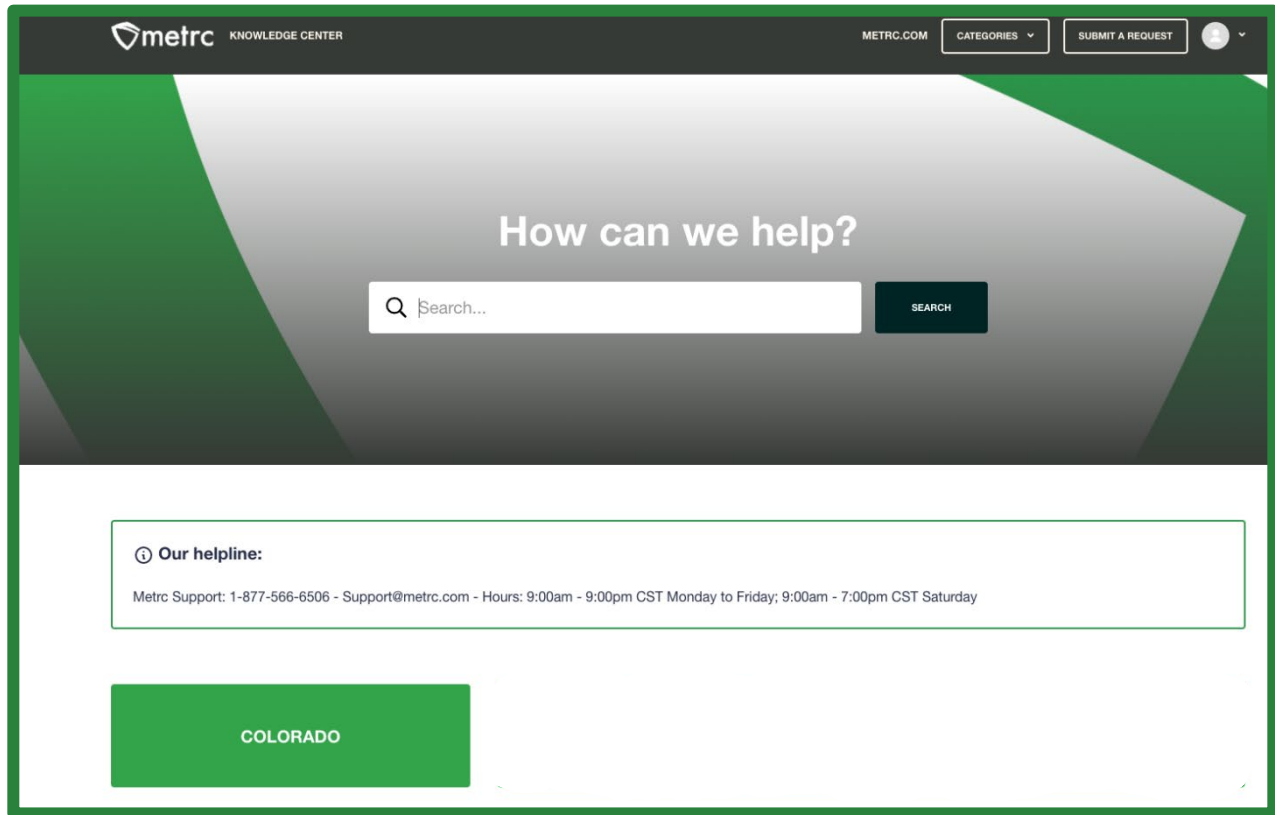 metrc KNOWLEDGE CENTER METRC.COM CATEGORIES SUBMIT A REQUEST
How can we help?
Search... SEARCH
Our helpline:
Metrc Support: 1-877-566-6506 - Support@metrc.com - Hours: 9:00am - 9:00pm CST Monday to Friday; 9:00am - 7:00pm CST Saturday
COLORADO